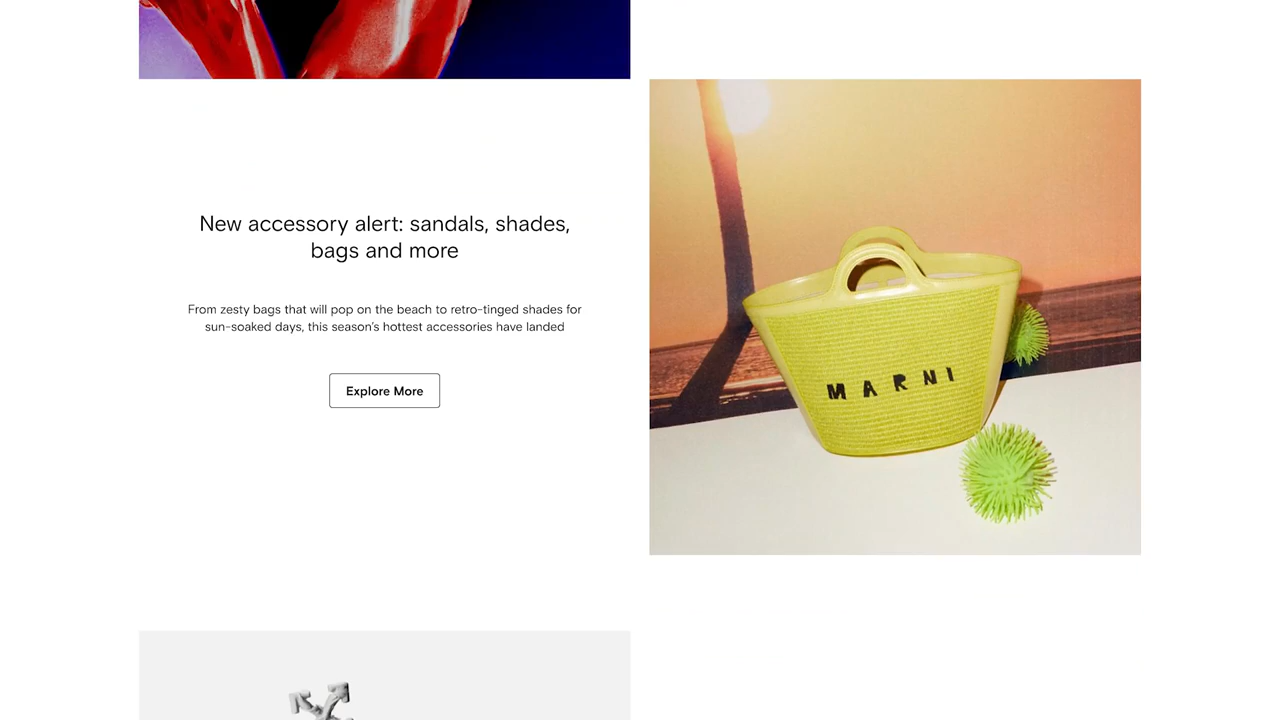 New accessory alert: sandals, shades,
bags and more
From zesty bags that will pop on the beach to retro-tinged shades for
sun-soaked days, this season's hottest accessories have landed
Explore More
MARNI